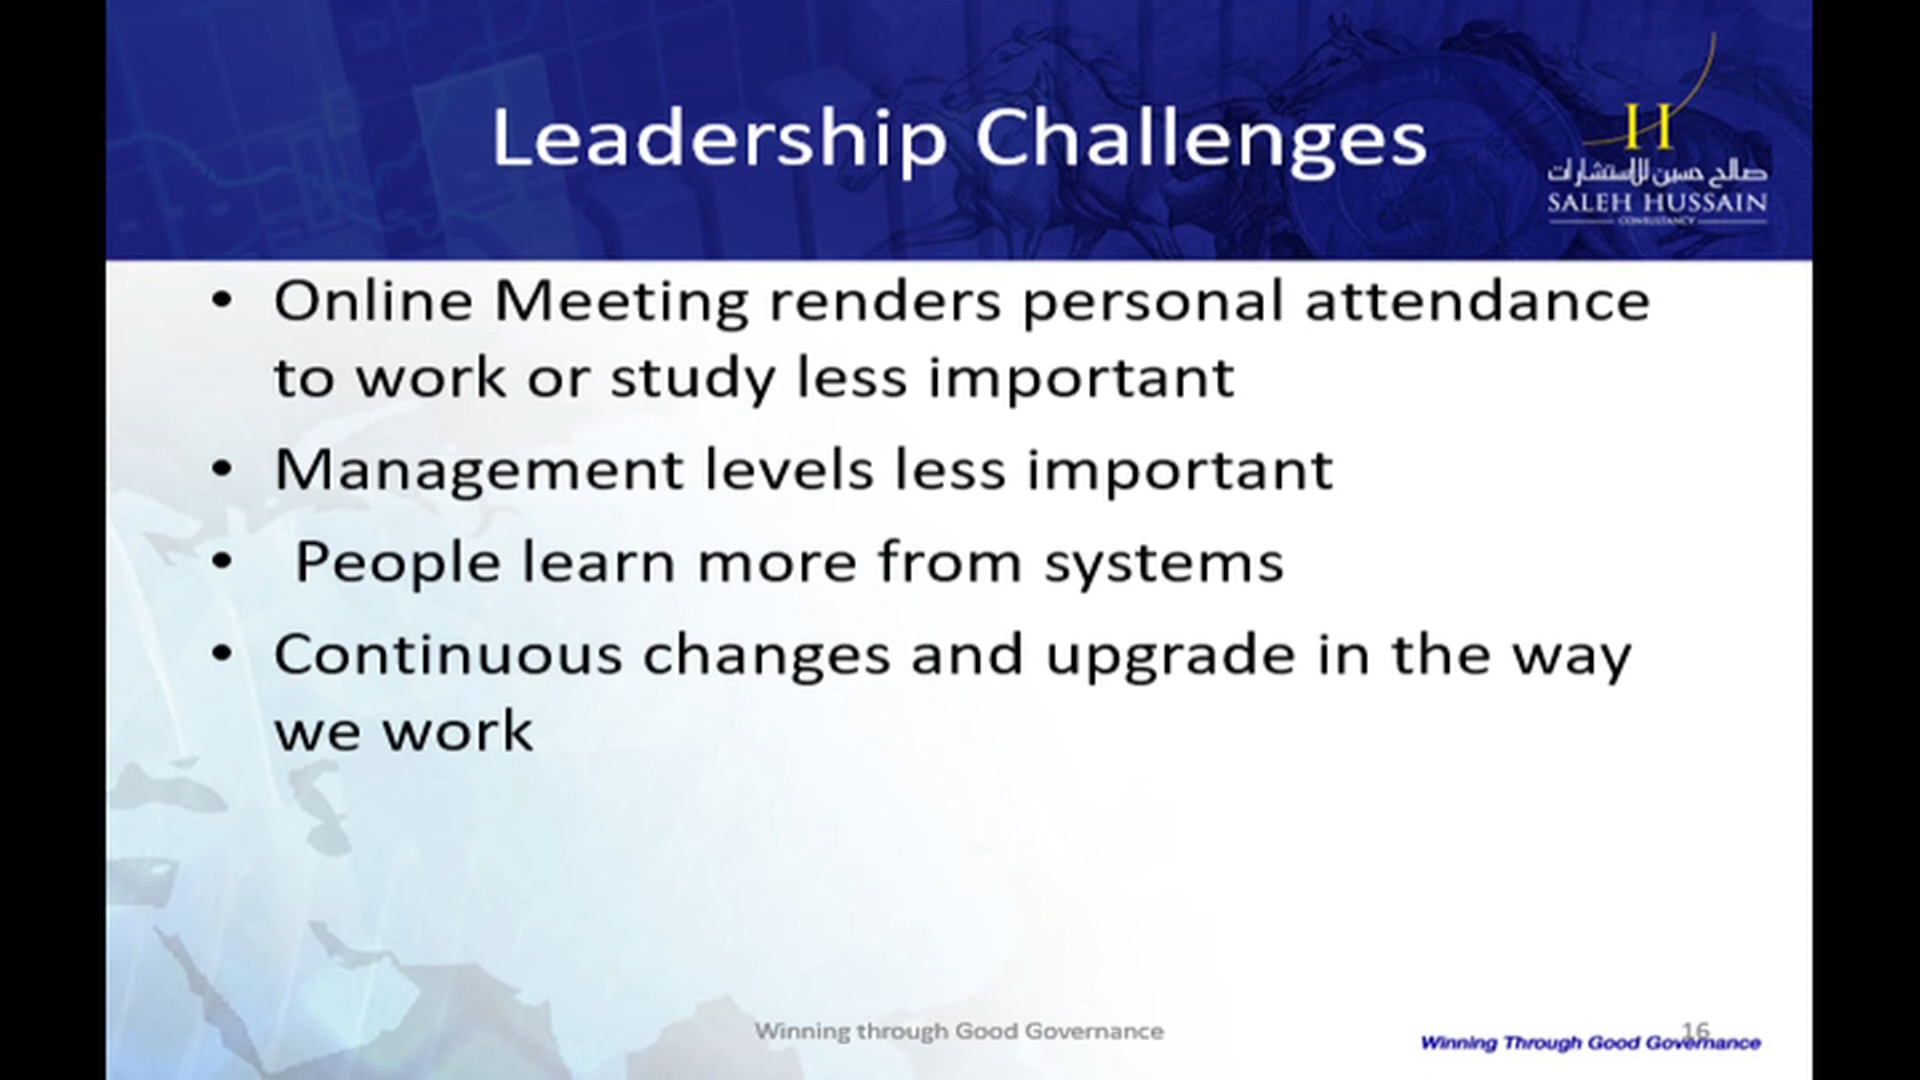 Leadership Challenges
صالح حسين للإستشارات
SALEH HUSSAIN
CONSULTANCY
• Online Meeting renders personal attendance
to work or study less important
• Management levels less important
• People learn more from systems
• Continuous changes and upgrade in the way
we work
Winning through Good Governance
16
Winning Through Good Governance